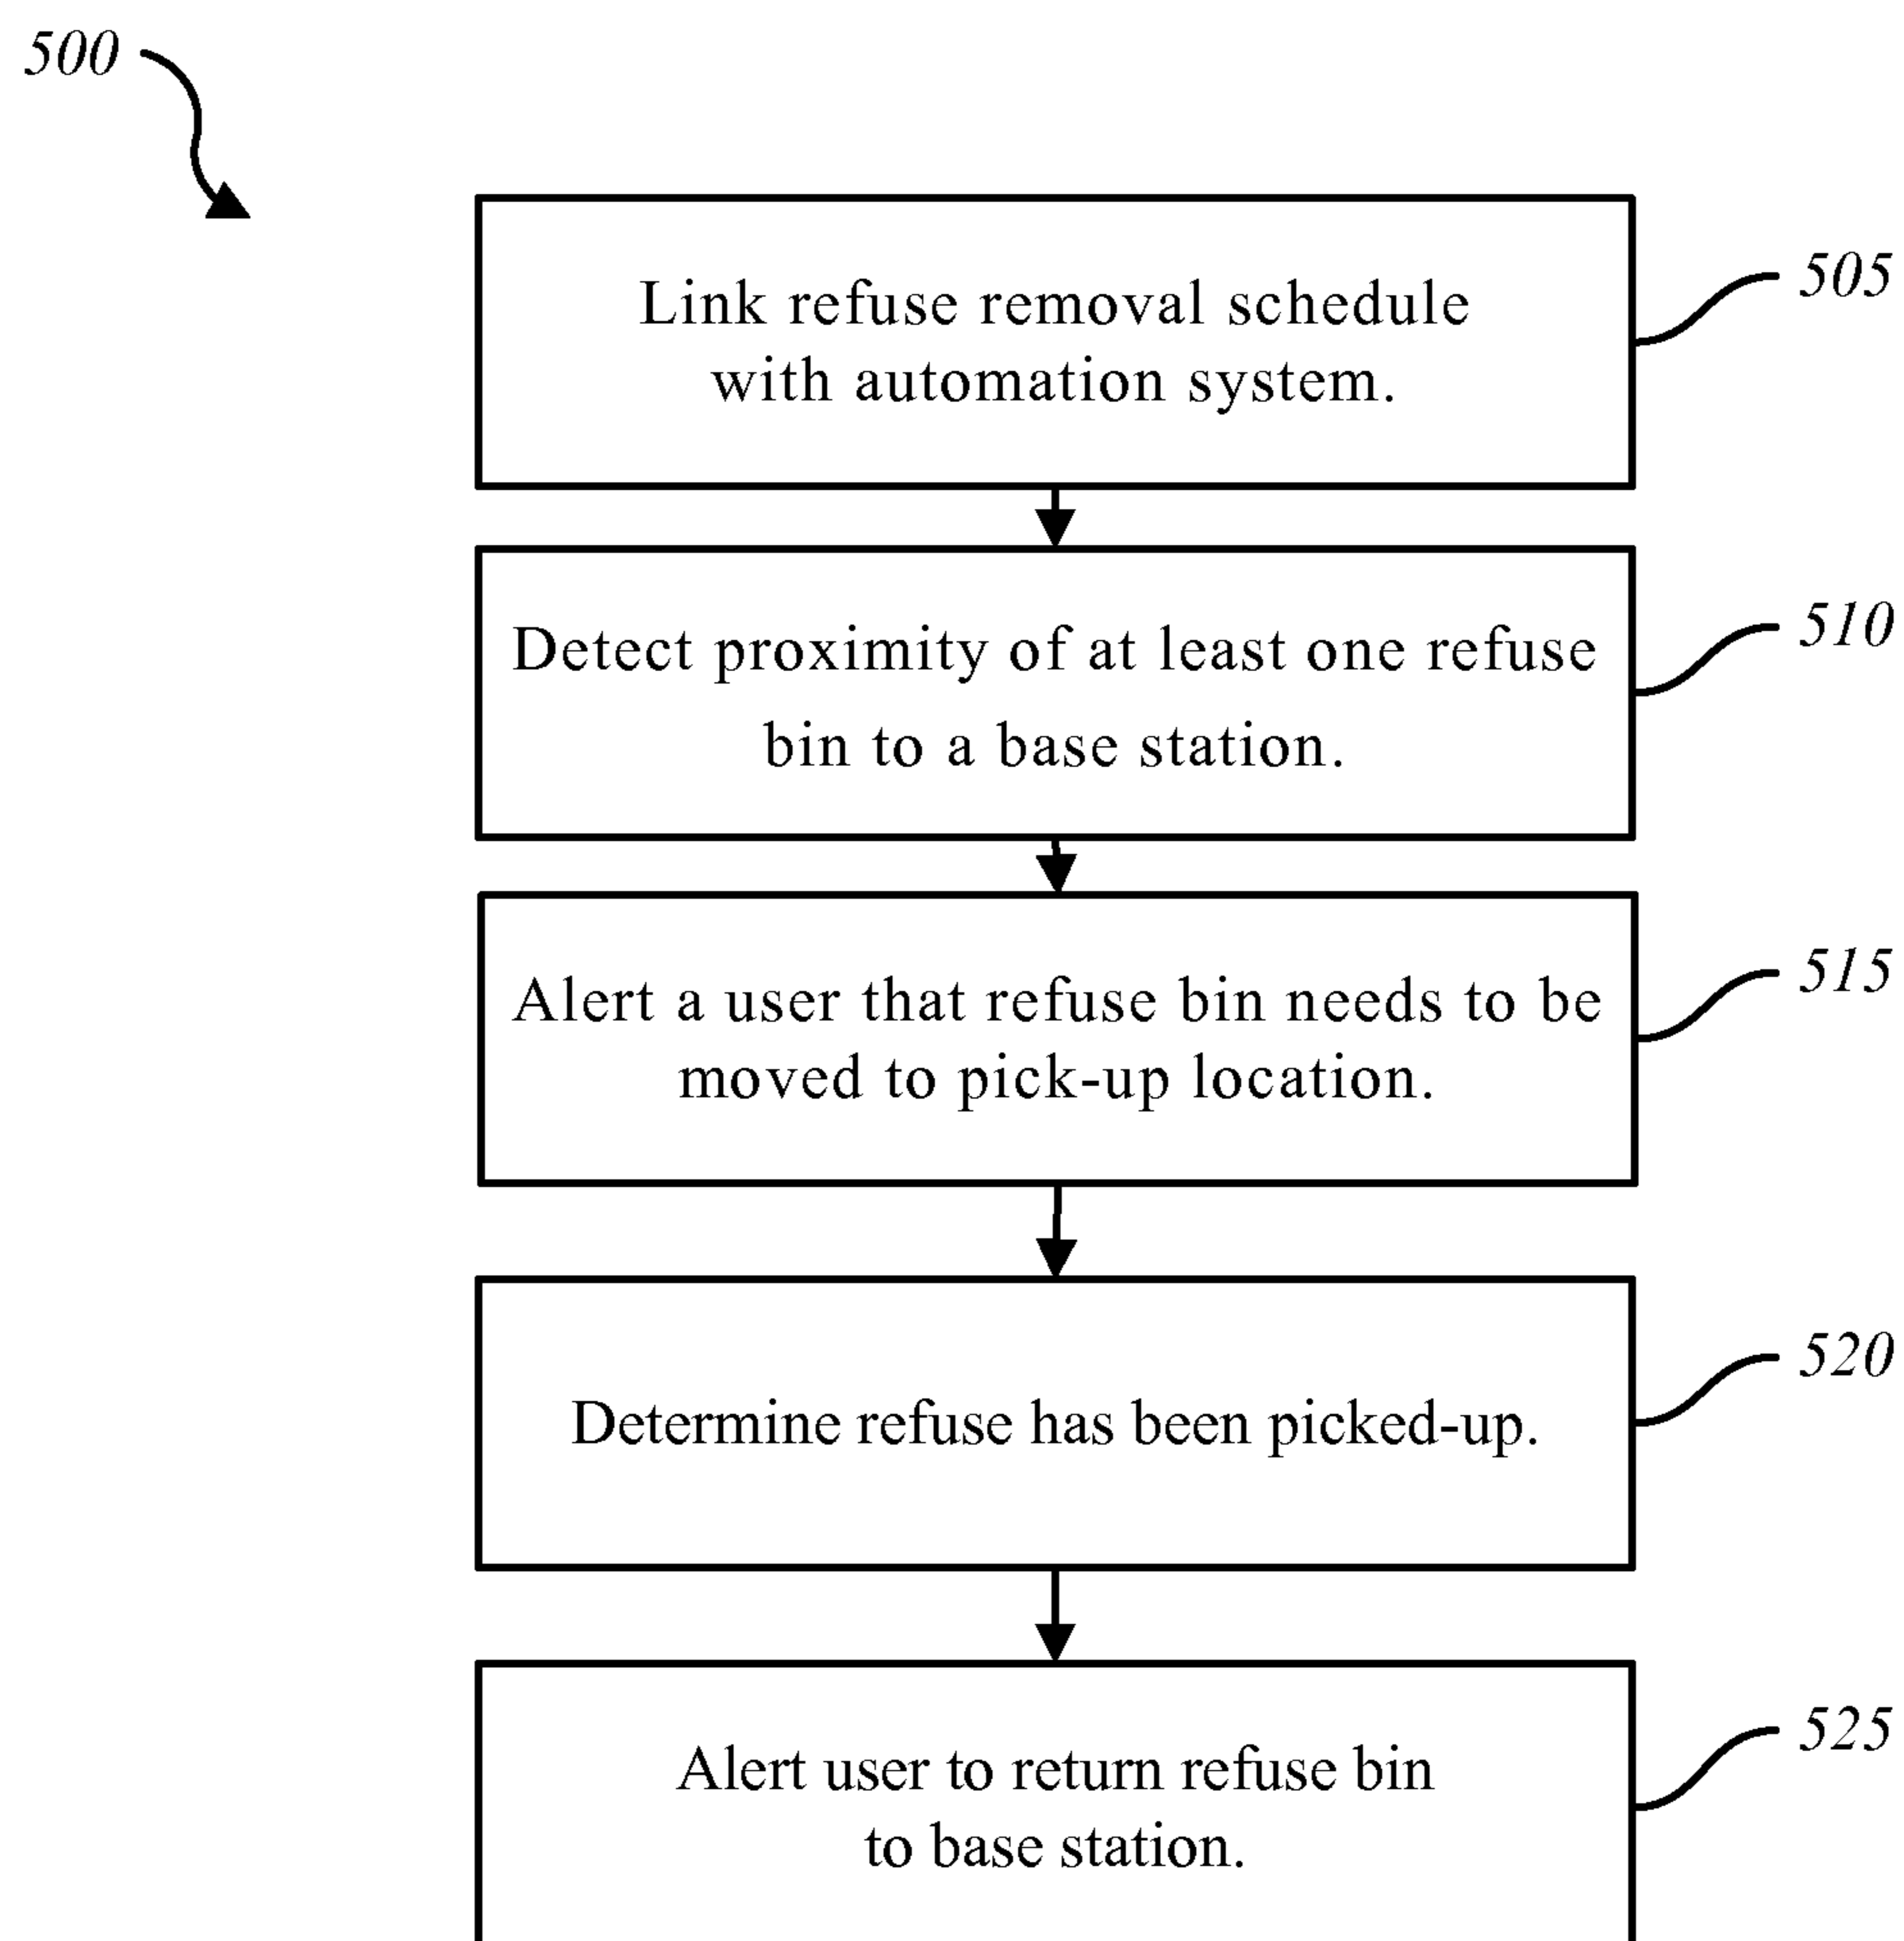 500
Link refuse removal schedule
with automation system.
505
Detect proximity of at least one refuse
bin to a base station.
510
Alert a user that refuse bin needs to be
moved to pick-up location.
515
Determine refuse has been picked-up.
520
Alert user to return refuse bin
to base station.
525